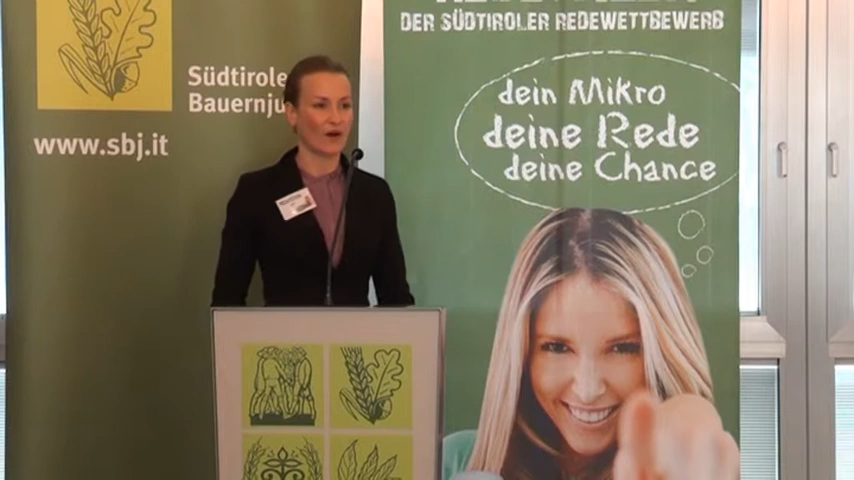 Südtirole
Bauernju
www.sbj.it
DER SÜDTIROLER REDEWETTBEWERB
dein Mikro
deine Rede
deine Chance